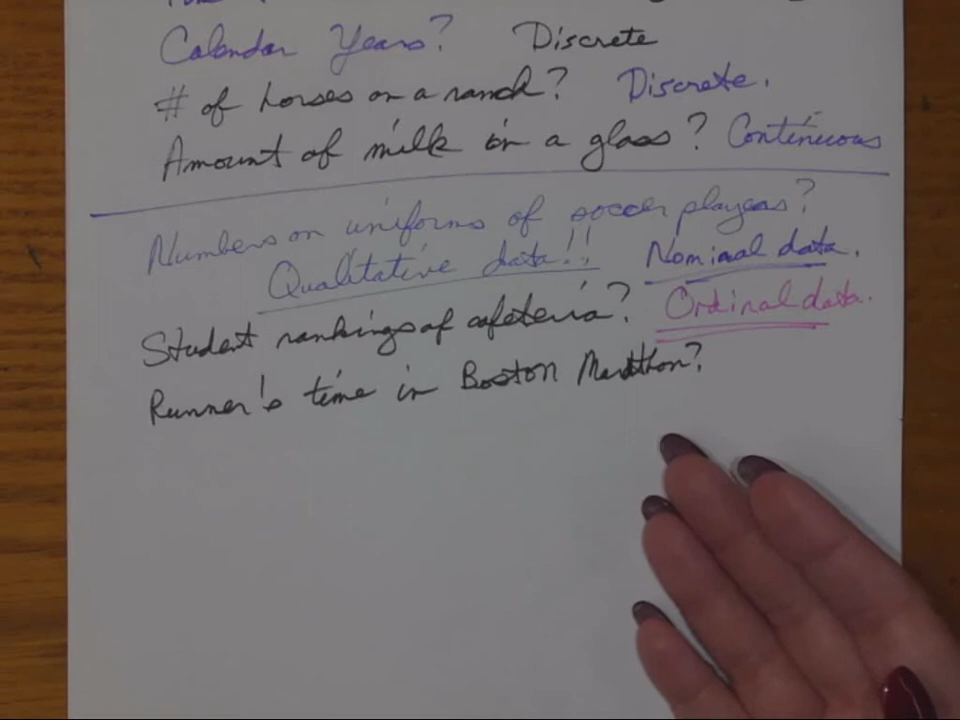 Calendar Years? Discrete
# of horses on a ranch? Discrete.
Amount of milk in a glass? Continuous
Numbers on uniforms of soccer players?
Qualitative data!! Nominal data.
Student rankings of cafeteria? Ordinal data.
Runner's time in Boston Marathon?